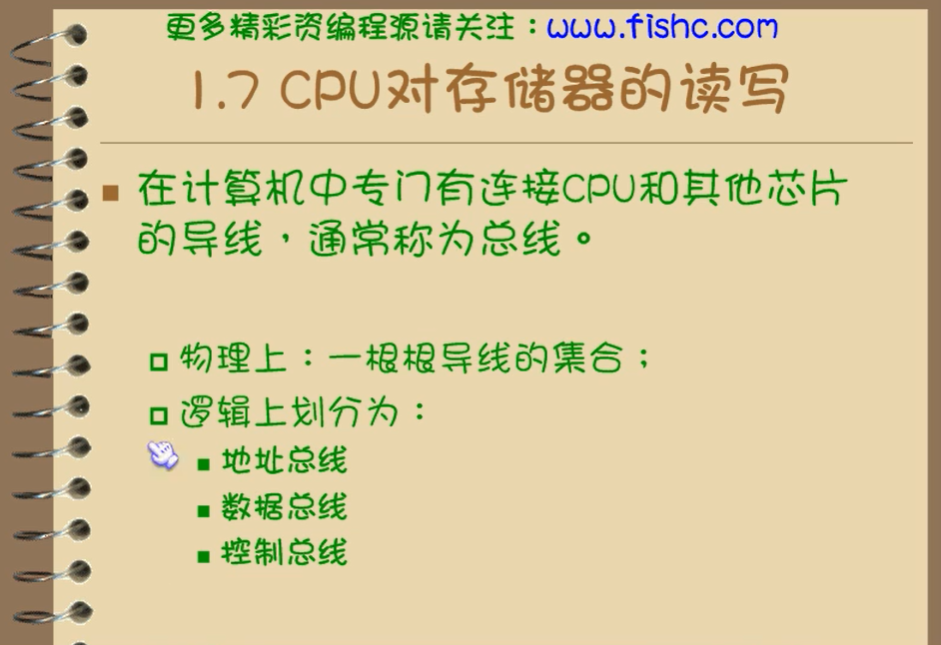 更多精彩资编程源请关注：www.fishc.com
1.7 CPU对存储器的读写
在计算机中专门有连接CPU和其他芯片
的导线，通常称为总线。
物理上：一根根导线的集合；
逻辑上划分为：
地址总线
数据总线
控制总线